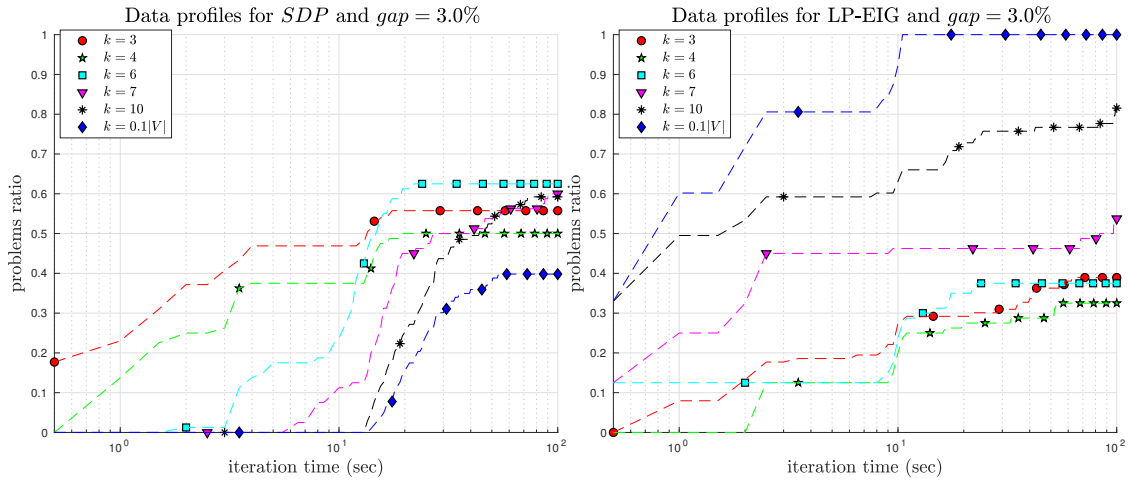 Data profiles for SDP and gap = 3.0%
1
0.9
0.8
0.7
0.6
0.5
0.4
0.3
0.2
0.1
0
problems ratio
k = 3
k = 4
k = 6
k = 7
k = 10
k = 0.1|V|
10^0
10^1
10^2
iteration time (sec)
Data profiles for LP-EIG and gap = 3.0%
1
0.9
0.8
0.7
0.6
0.5
0.4
0.3
0.2
0.1
0
problems ratio
k = 3
k = 4
k = 6
k = 7
k = 10
k = 0.1|V|
10^0
10^1
10^2
iteration time (sec)